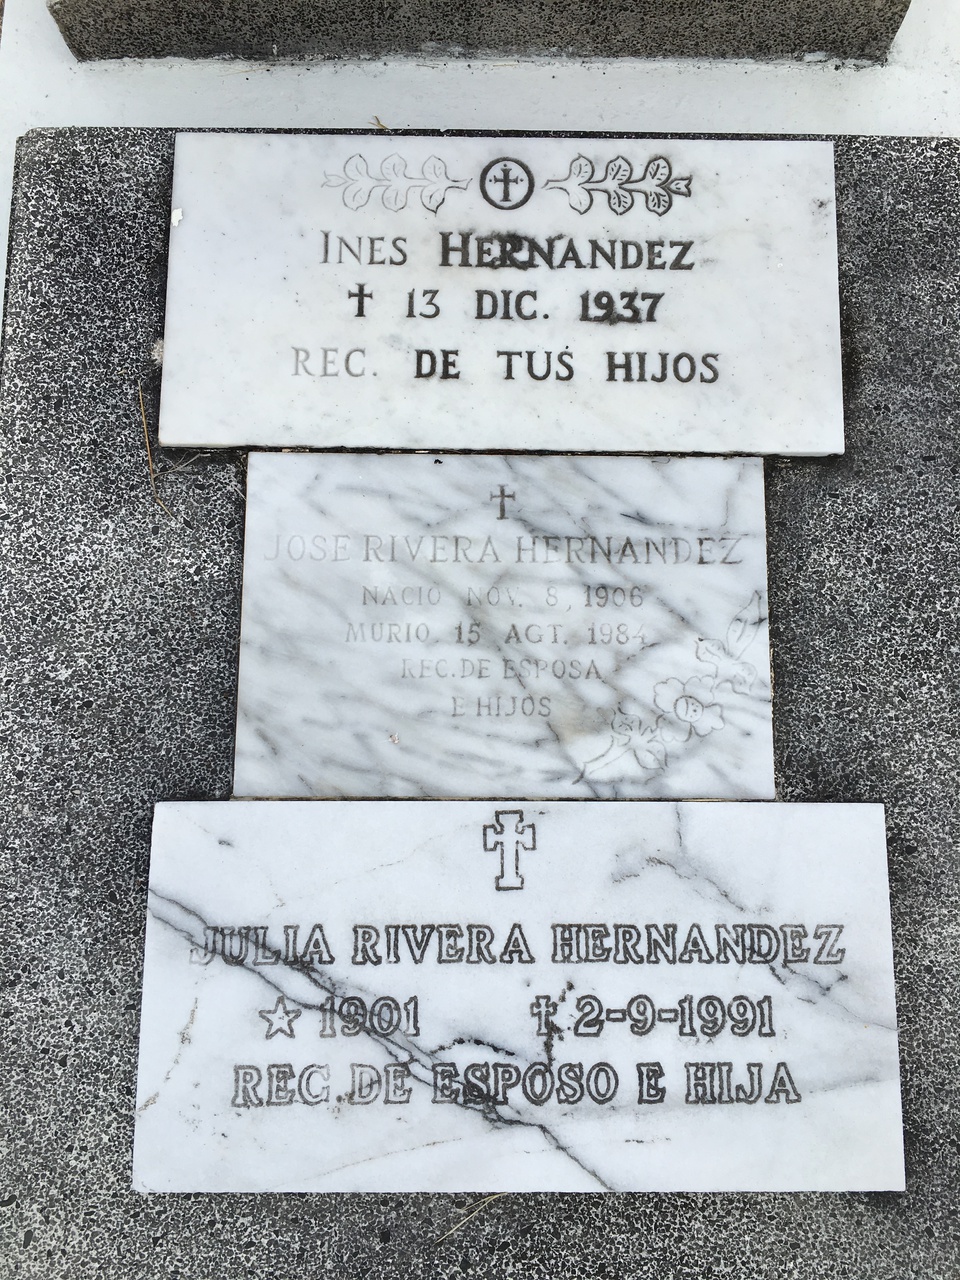 INES HERNANDEZ
✝ 13 DIC. 1937
REC. DE TUS HIJOS
JOSE RIVERA HERNANDEZ
NACIO NOV. 8, 1906
MURIO. 15 AGT. 1984
REC. DE ESPOSA
E HIJOS
JULIA RIVERA HERNANDEZ
☆ 1901 ✝ 2-9-1991
REC. DE ESPOSO E HIJA